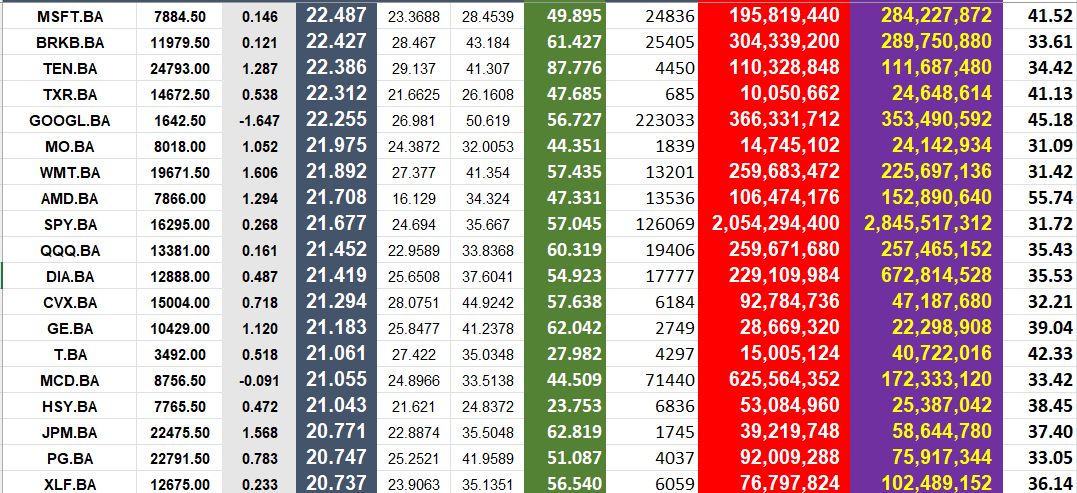 MSFT.BA 7884.50 0.146 22.487 23.3688 28.4539 49.895 24836 195,819,440 284,227,872 41.52
BRKB.BA 11979.50 0.121 22.427 28.467 43.184 61.427 25405 304,339,200 289,750,880 33.61
TEN.BA 24793.00 1.287 22.386 29.137 41.307 87.776 4450 110,328,848 111,687,480 34.42
TXR.BA 14672.50 0.538 22.312 21.6625 26.1608 47.685 685 10,050,662 24,648,614 41.13
GOOGL.BA 1642.50 -1.647 22.255 26.981 50.619 56.727 223033 366,331,712 353,490,592 45.18
MO.BA 8018.00 1.052 21.975 24.3872 32.0053 44.351 1839 14,745,102 24,142,934 31.09
WMT.BA 19671.50 1.606 21.892 27.377 41.354 57.435 13201 259,683,472 225,697,136 31.42
AMD.BA 7866.00 1.294 21.708 16.129 34.324 47.331 13536 106,474,176 152,890,640 55.74
SPY.BA 16295.00 0.268 21.677 24.694 35.667 57.045 126069 2,054,294,400 2,845,517,312 31.72
QQQ.BA 13381.00 0.161 21.452 22.9589 33.8368 60.319 19406 259,671,680 257,465,152 35.43
DIA.BA 12888.00 0.487 21.419 25.6508 37.6041 54.923 17777 229,109,984 672,814,528 35.53
CVX.BA 15004.00 0.718 21.294 28.0751 44.9242 57.638 6184 92,784,736 47,187,680 32.21
GE.BA 10429.00 1.120 21.183 25.8477 41.2378 62.042 2749 28,669,320 22,298,908 39.04
T.BA 3492.00 0.518 21.061 27.422 35.0348 27.982 4297 15,005,124 40,722,016 42.33
MCD.BA 8756.50 -0.091 21.055 24.8966 33.5138 44.509 71440 625,564,352 172,333,120 33.42
HSY.BA 7765.50 0.472 21.043 21.621 24.8372 23.753 6836 53,084,960 25,387,042 38.45
JPM.BA 22475.50 1.568 20.771 22.8874 35.5048 62.819 1745 39,219,748 58,644,780 37.40
PG.BA 22791.50 0.783 20.747 25.2521 41.9589 51.087 4037 92,009,288 75,917,344 33.05
XLF.BA 12675.00 0.233 20.737 23.9063 35.1351 56.540 6059 76,797,824 102,489,152 36.14